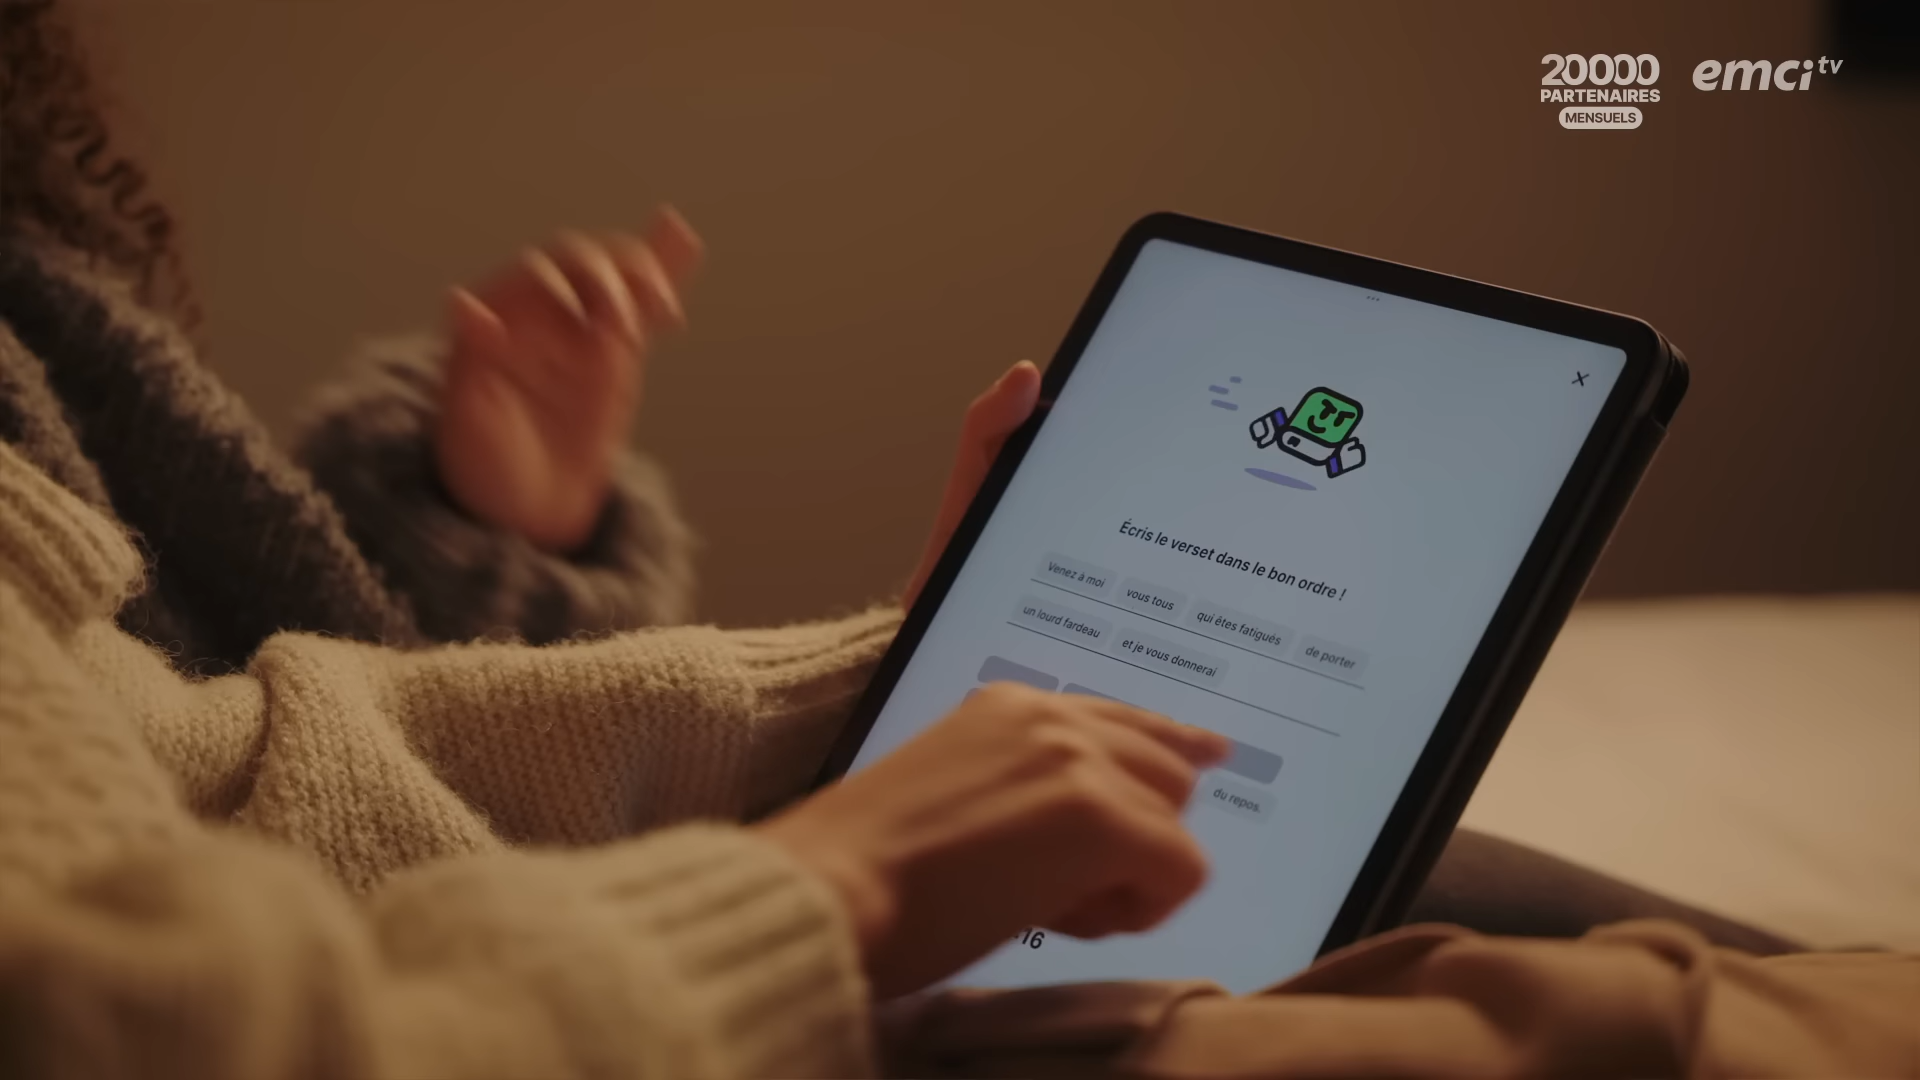 20000
PARTENAIRES
MENSUELS
emci tv
Écris le verset dans le bon ordre !
Venez à moi vous tous qui êtes fatigués de porter
un lourd fardeau et je vous donnerai
du repos.
16